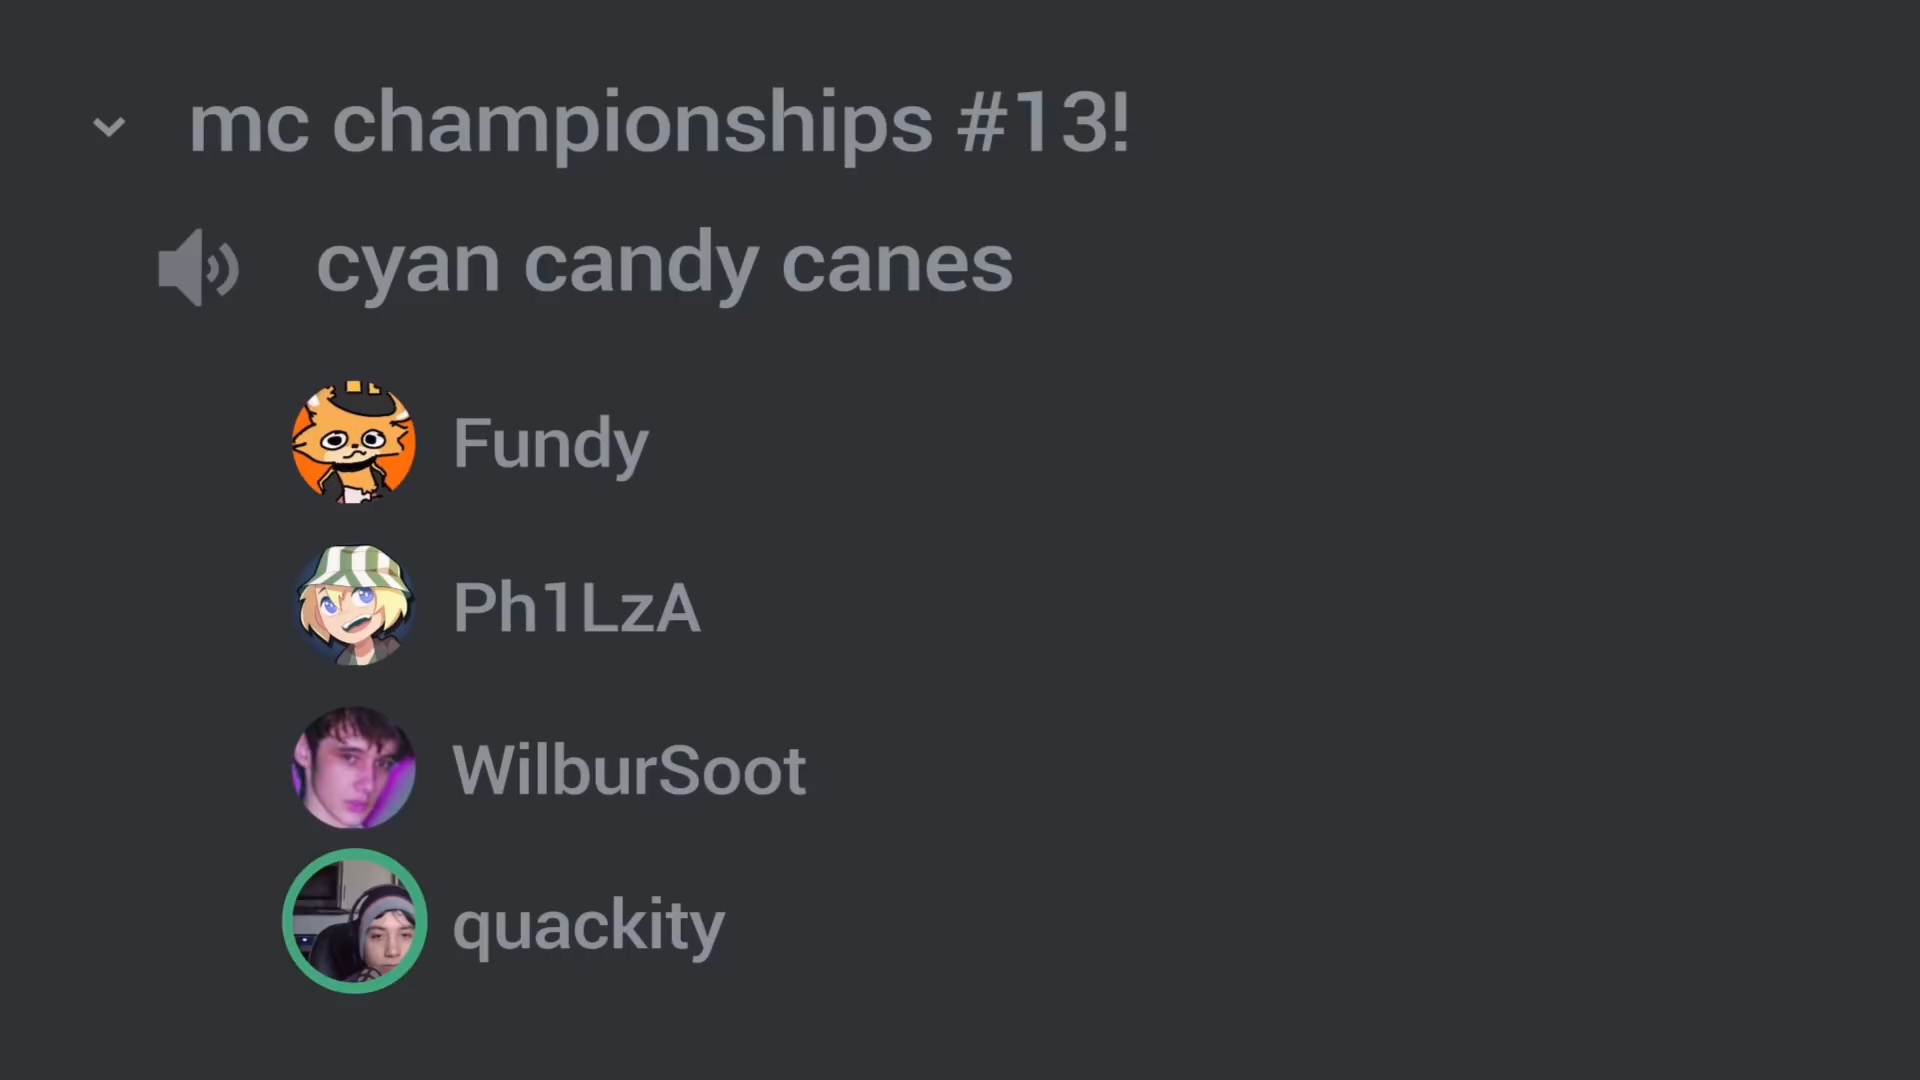 mc championships #13!
cyan candy canes
Fundy
Ph1LzA
WilburSoot
quackity